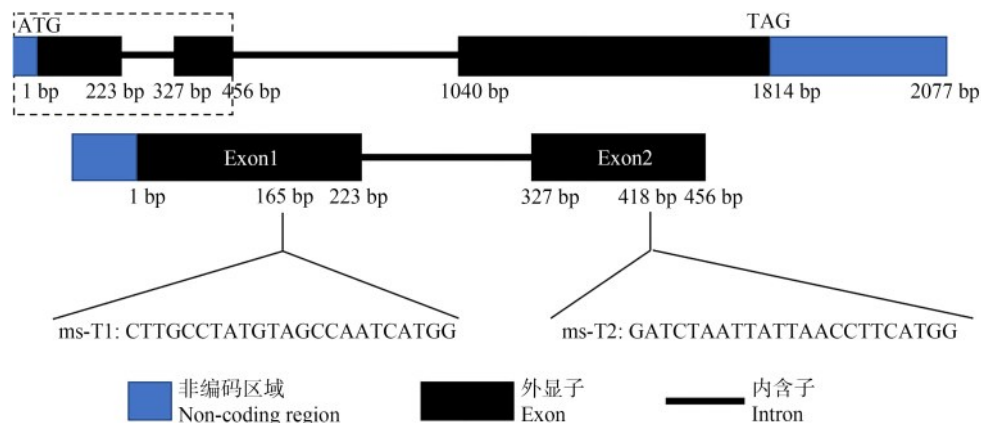 ATG TAG
1 bp 223 bp 327 bp 456 bp 1040 bp 1814 bp 2077 bp
Exon1 Exon2
1 bp 165 bp 223 bp 327 bp 418 bp 456 bp
ms-T1: CTTGCCTATGTAGCCAATCATGG ms-T2: GATCTAATTATTAACCTTCATGG
非编码区域 外显子 内含子
Non-coding region Exon Intron